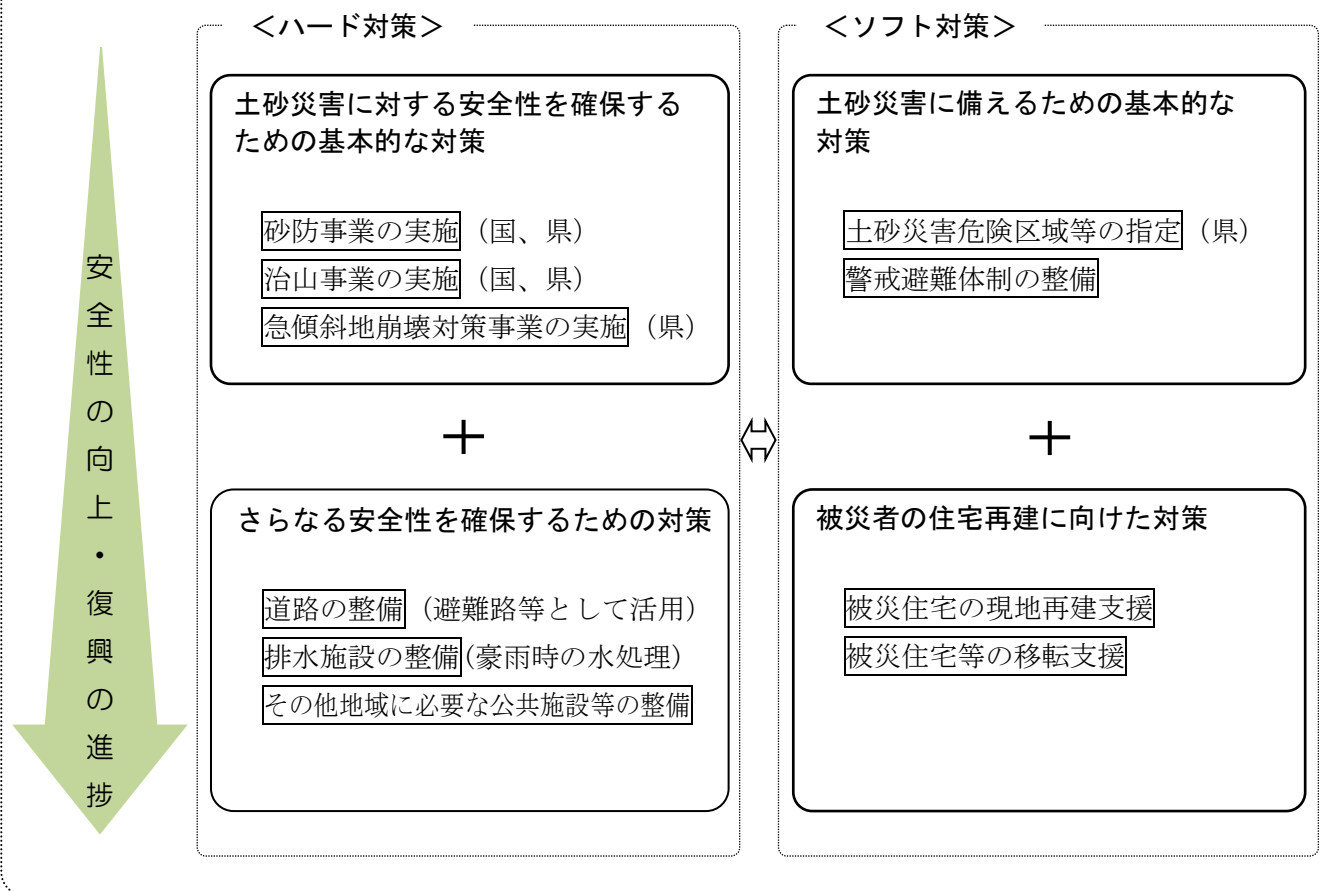 安全性の向上・復興の進捗
＜ハード対策＞
土砂災害に対する安全性を確保する
ための基本的な対策
砂防事業の実施（国、県）
治山事業の実施（国、県）
急傾斜地崩壊対策事業の実施（県）
＋
さらなる安全性を確保するための対策
道路の整備（避難路等として活用）
排水施設の整備(豪雨時の水処理)
その他地域に必要な公共施設等の整備
＜ソフト対策＞
土砂災害に備えるための基本的な
対策
土砂災害危険区域等の指定（県）
警戒避難体制の整備
＋
被災者の住宅再建に向けた対策
被災住宅の現地再建支援
被災住宅等の移転支援